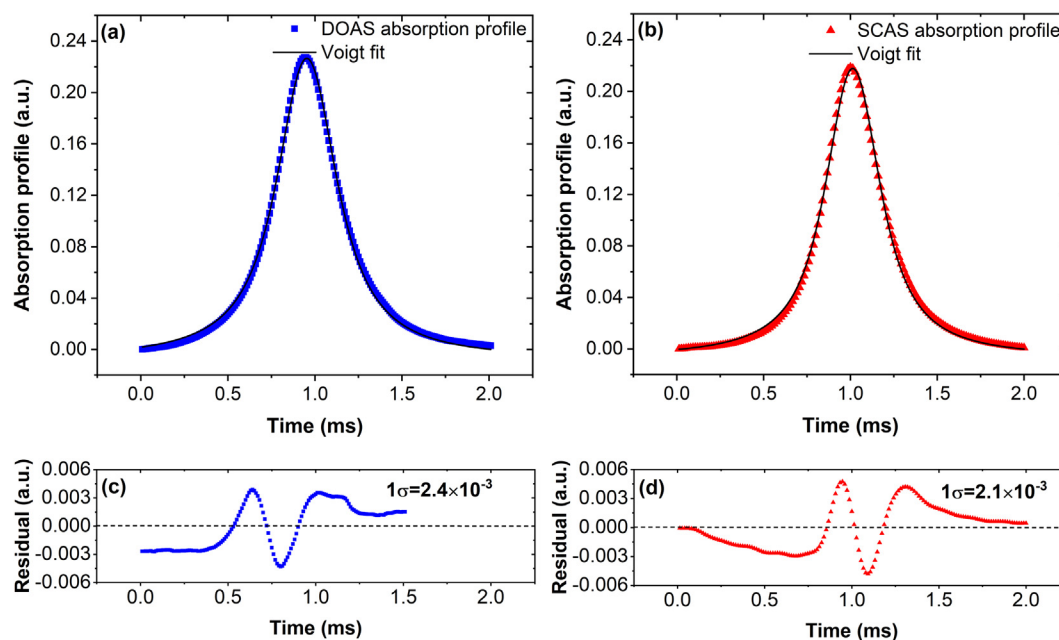 (a)
DOAS absorption profile
Voigt fit
0.24
0.20
0.16
0.12
0.08
0.04
0.00
Absorption profile (a.u.)
0.0 0.5 1.0 1.5 2.0
Time (ms)
(b)
SCAS absorption profile
Voigt fit
0.24
0.20
0.16
0.12
0.08
0.04
0.00
Absorption profile (a.u.)
0.0 0.5 1.0 1.5 2.0
Time (ms)
(c)
1σ=2.4×10⁻³
0.006
0.003
0.000
-0.003
-0.006
Residual (a.u.)
0.0 0.5 1.0 1.5 2.0
Time (ms)
(d)
1σ=2.1×10⁻³
0.006
0.003
0.000
-0.003
-0.006
Residual (a.u.)
0.0 0.5 1.0 1.5 2.0
Time (ms)